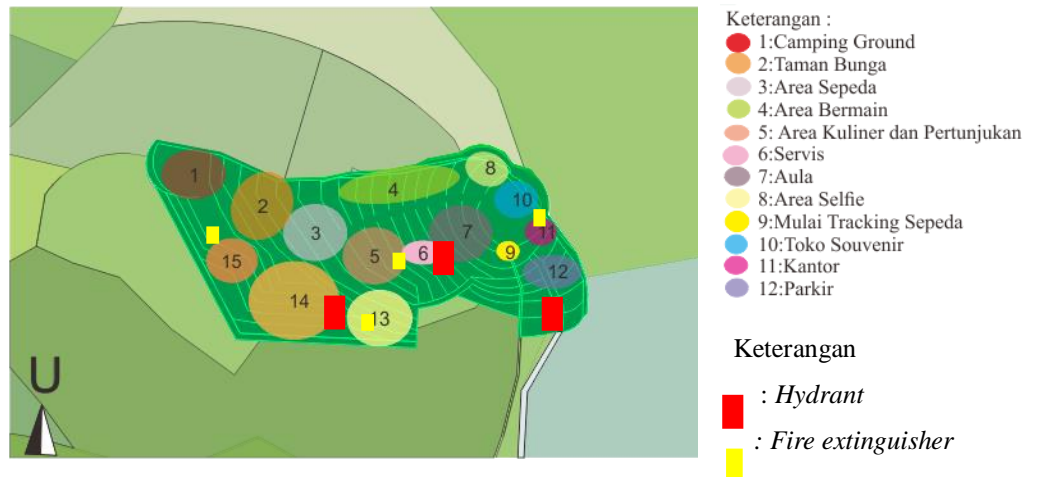 Keterangan :
1:Camping Ground
2:Taman Bunga
3:Area Sepeda
4:Area Bermain
5: Area Kuliner dan Pertunjukan
6:Servis
7:Aula
8:Area Selfie
9:Mulai Tracking Sepeda
10:Toko Souvenir
11:Kantor
12:Parkir
Keterangan
: Hydrant
: Fire extinguisher
1
2
3
4
5
6
7
8
9
10
11
12
13
14
15
U